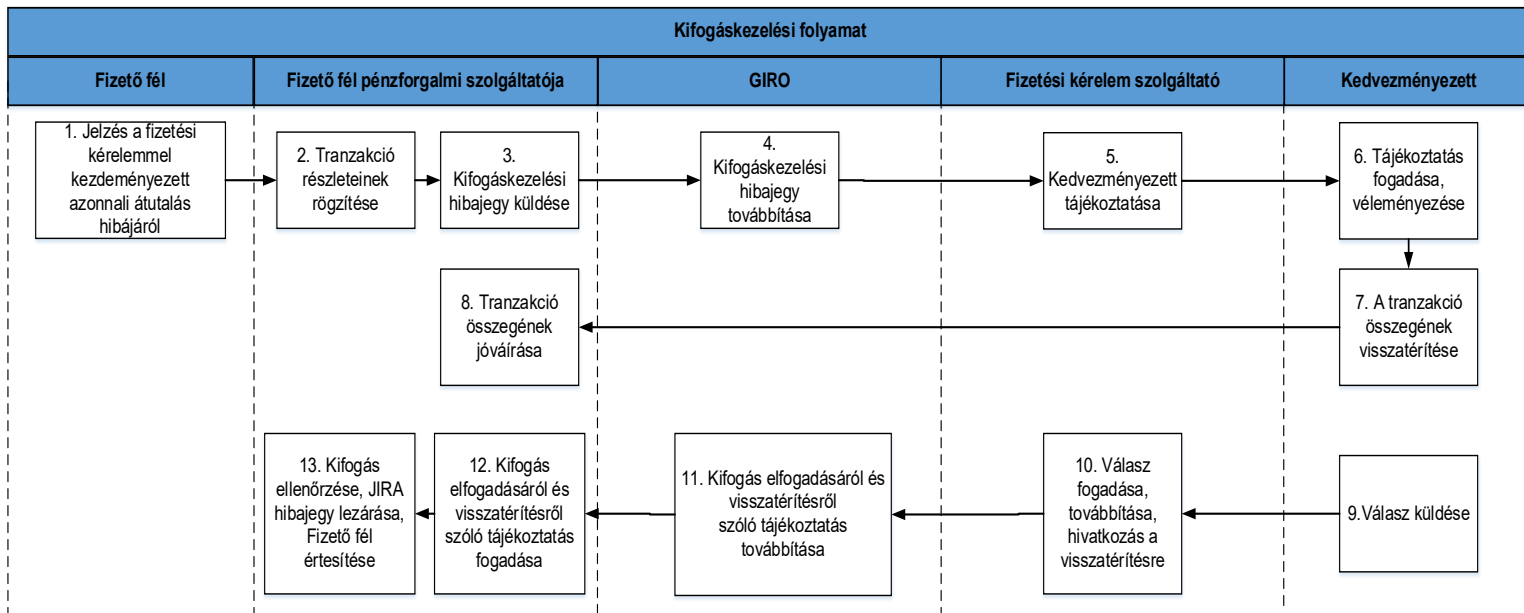 Kifogáskezelési folyamat
Fizető fél
Fizető fél pénzforgalmi szolgáltatója
GIRO
Fizetési kérelem szolgáltató
Kedvezményezett
1. Jelzés a fizetési
kérelemmel
kezdeményezett
azonnali átutalás
hibájáról
2. Tranzakció
részleteinek
rögzítése
3.
Kifogáskezelési
hibajegy küldése
4.
Kifogáskezelési
hibajegy
továbbítása
5.
Kedvezményezett
tájékoztatása
6. Tájékoztatás
fogadása,
véleményezése
7. A tranzakció
összegének
visszatérítése
8. Tranzakció
összegének
jóváírása
9.Válasz küldése
10. Válasz
fogadása,
továbbítása,
hivatkozás a
visszatérítésre
11. Kifogás elfogadásáról és
visszatérítésről
szóló tájékoztatás
továbbítása
12. Kifogás
elfogadásáról és
visszatérítésről
szóló tájékoztatás
fogadása
13. Kifogás
ellenőrzése, JIRA
hibajegy lezárása,
Fizető fél
értesítése